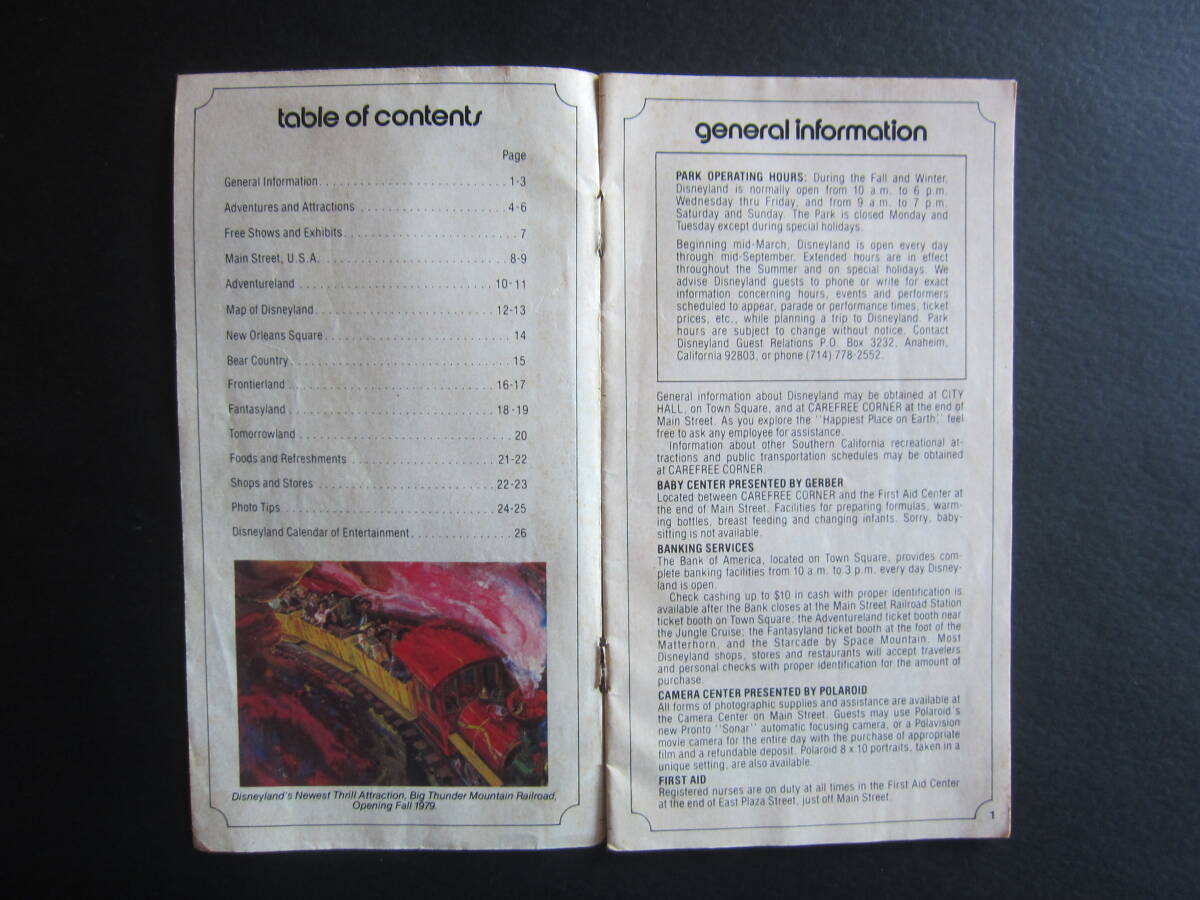 table of contents
Page
General Information. . . . . . . . . . . . . . . . . . . . . . . . . . . . 1-3
Adventures and Attractions . . . . . . . . . . . . . . . . . . . . 4-6
Free Shows and Exhibits. . . . . . . . . . . . . . . . . . . . . . . . 7
Main Street, U.S.A. . . . . . . . . . . . . . . . . . . . . . . . . . . 8-9
Adventureland . . . . . . . . . . . . . . . . . . . . . . . . . . . 10-11
Map of Disneyland. . . . . . . . . . . . . . . . . . . . . . . . . 12-13
New Orleans Square. . . . . . . . . . . . . . . . . . . . . . . . . . 14
Bear Country. . . . . . . . . . . . . . . . . . . . . . . . . . . . . . . 15
Frontierland . . . . . . . . . . . . . . . . . . . . . . . . . . . . 16-17
Fantasyland . . . . . . . . . . . . . . . . . . . . . . . . . . . . 18-19
Tomorrowland . . . . . . . . . . . . . . . . . . . . . . . . . . . . . 20
Foods and Refreshments . . . . . . . . . . . . . . . . . . . 21-22
Shops and Stores . . . . . . . . . . . . . . . . . . . . . . . . 22-23
Photo Tips . . . . . . . . . . . . . . . . . . . . . . . . . . . . . 24-25
Disneyland Calendar of Entertainment. . . . . . . . . . . . . . 26
Disneyland's Newest Thrill Attraction, Big Thunder Mountain Railroad,
Opening Fall 1979.
general information
PARK OPERATING HOURS: During the Fall and Winter,
Disneyland is normally open from 10 a.m. to 6 p.m.
Wednesday thru Friday, and from 9 a.m. to 7 p.m.
Saturday and Sunday. The Park is closed Monday and
Tuesday except during special holidays.
Beginning mid-March, Disneyland is open every day
through mid-September. Extended hours are in effect
throughout the Summer and on special holidays. We
advise Disneyland guests to phone or write for exact
information concerning hours, events and performers
scheduled to appear, parade or performance times, ticket
prices, etc., while planning a trip to Disneyland. Park
hours are subject to change without notice. Contact
Disneyland Guest Relations P.O. Box 3232, Anaheim,
California 92803, or phone (714) 778-2552.
General information about Disneyland may be obtained at CITY
HALL, on Town Square, and at CAREFREE CORNER at the end of
Main Street. As you explore the "Happiest Place on Earth," feel
free to ask any employee for assistance.
Information about other Southern California recreational at-
tractions and public transportation schedules may be obtained
at CAREFREE CORNER.
BABY CENTER PRESENTED BY GERBER
Located between CAREFREE CORNER and the First Aid Center at
the end of Main Street. Facilities for preparing formulas, warm-
ing bottles, breast feeding and changing infants. Sorry, baby-
sitting is not available.
BANKING SERVICES
The Bank of America, located on Town Square, provides com-
plete banking facilities from 10 a.m. to 3 p.m. every day Disney-
land is open.
Check cashing up to $10 in cash with proper identification is
available after the Bank closes at the Main Street Railroad Station
ticket booth on Town Square; the Adventureland ticket booth near
the Jungle Cruise; the Fantasyland ticket booth at the foot of the
Matterhorn, and the Starcade by Space Mountain. Most
Disneyland shops, stores and restaurants will accept travelers
and personal checks with proper identification for the amount of
purchase.
CAMERA CENTER PRESENTED BY POLAROID
All forms of photographic supplies and assistance are available at
the Camera Center on Main Street. Guests may use Polaroid's
new Pronto "Sonar" automatic focusing camera, or a Polavision
movie camera for the entire day with the purchase of appropriate
film and a refundable deposit. Polaroid 8 x 10 portraits, taken in a
unique setting, are also available.
FIRST AID
Registered nurses are on duty at all times in the First Aid Center
at the end of East Plaza Street, just off Main Street.
1